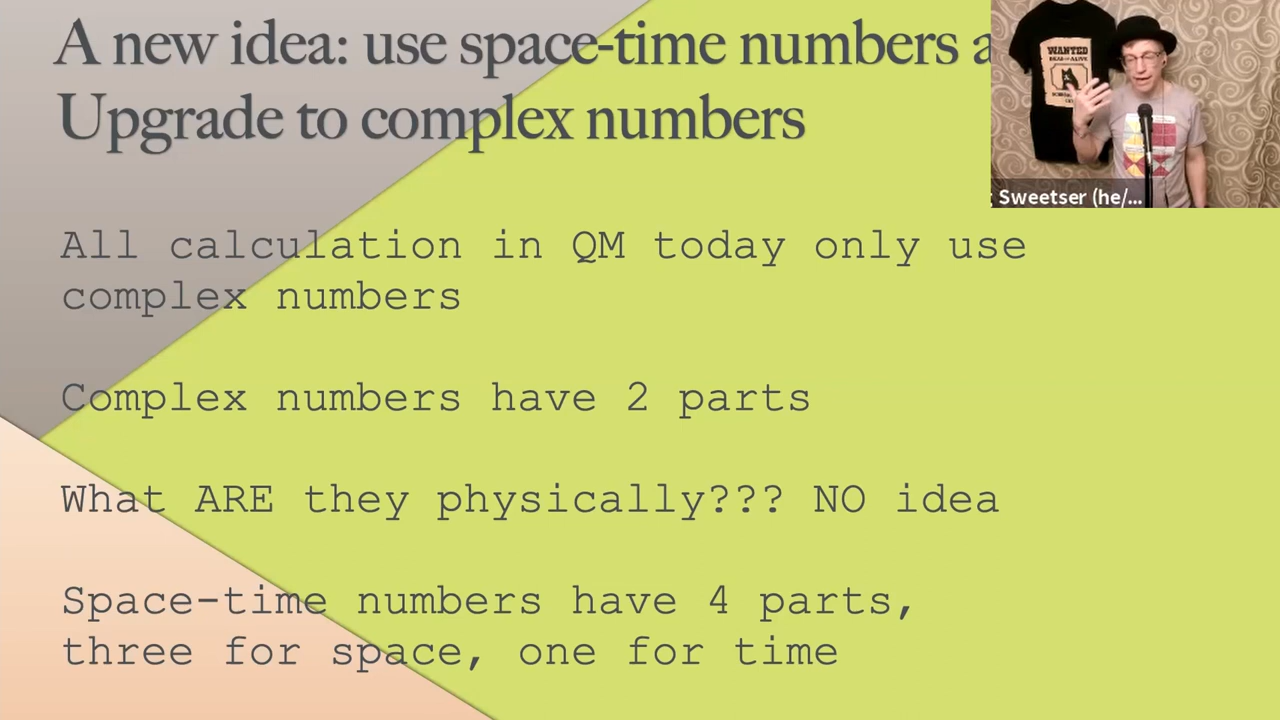 A new idea: use space-time numbers a
Upgrade to complex numbers
WANTED
DEAD OR ALIVE
Sweetser (he/...
All calculation in QM today only use
complex numbers
Complex numbers have 2 parts
What ARE they physically??? NO idea
Space-time numbers have 4 parts,
three for space, one for time